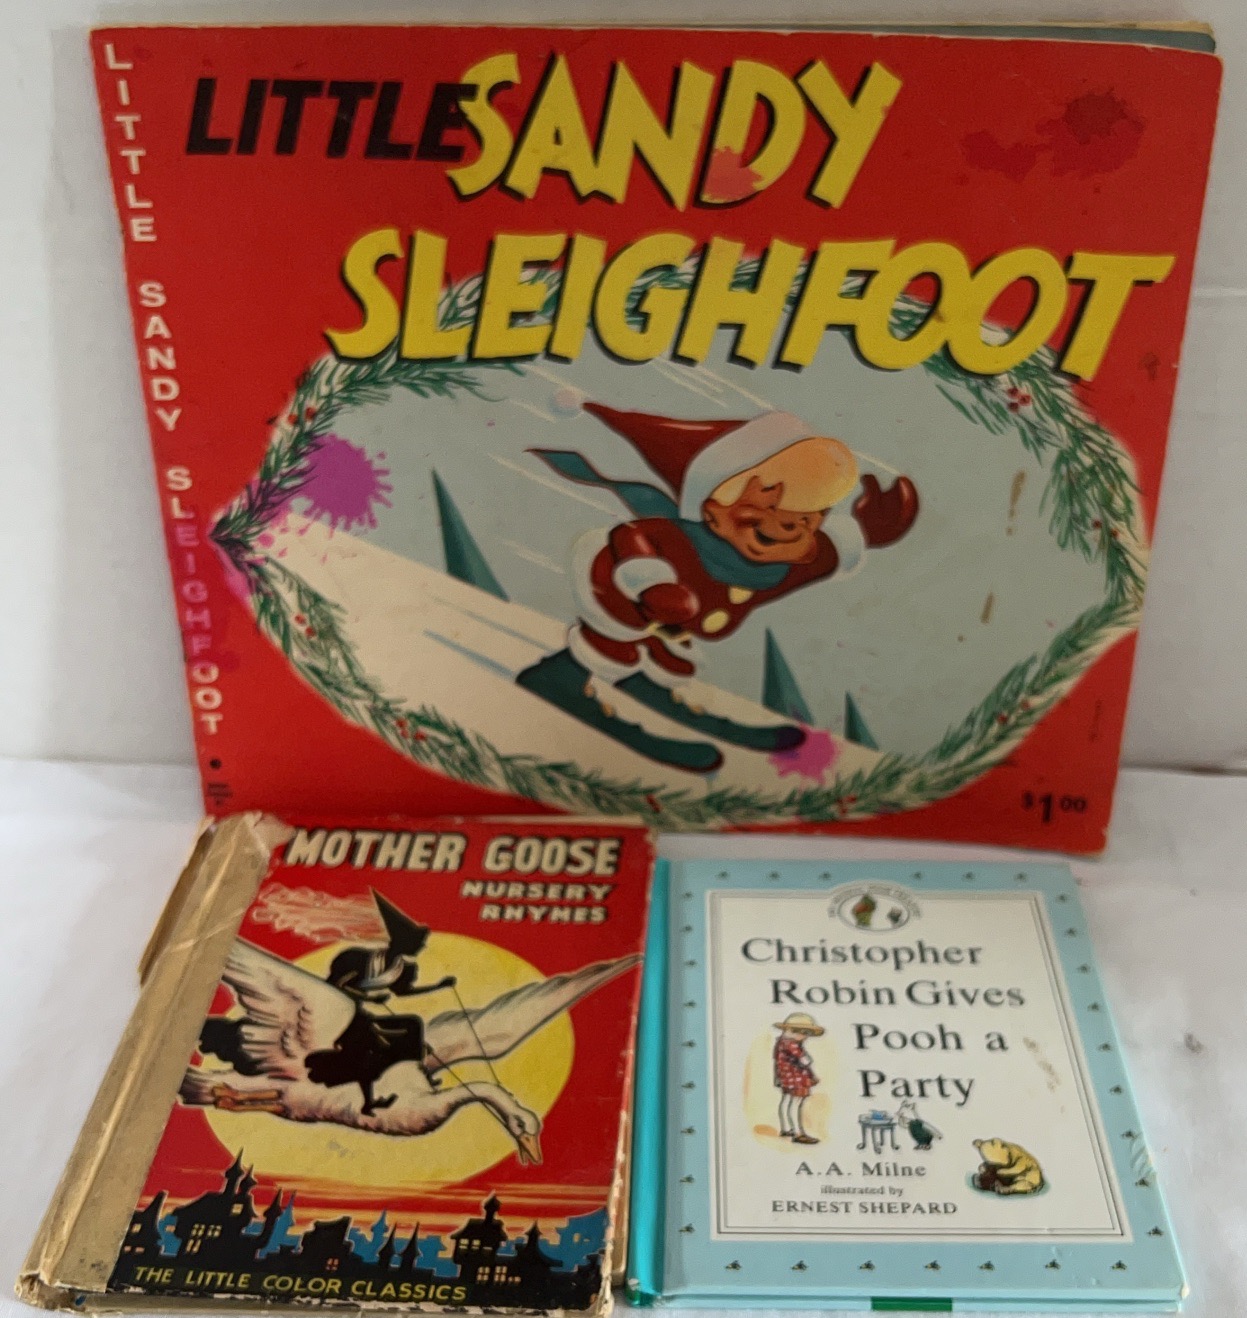 LITTLE SANDY SLEIGHFOOT
LITTLE SANDY
SLEIGHFOOT
$1.00
MOTHER GOOSE
NURSERY
RHYMES
THE LITTLE COLOR CLASSICS
Christopher
Robin Gives
Pooh a
Party
A.A. Milne
illustrated by
ERNEST SHEPARD